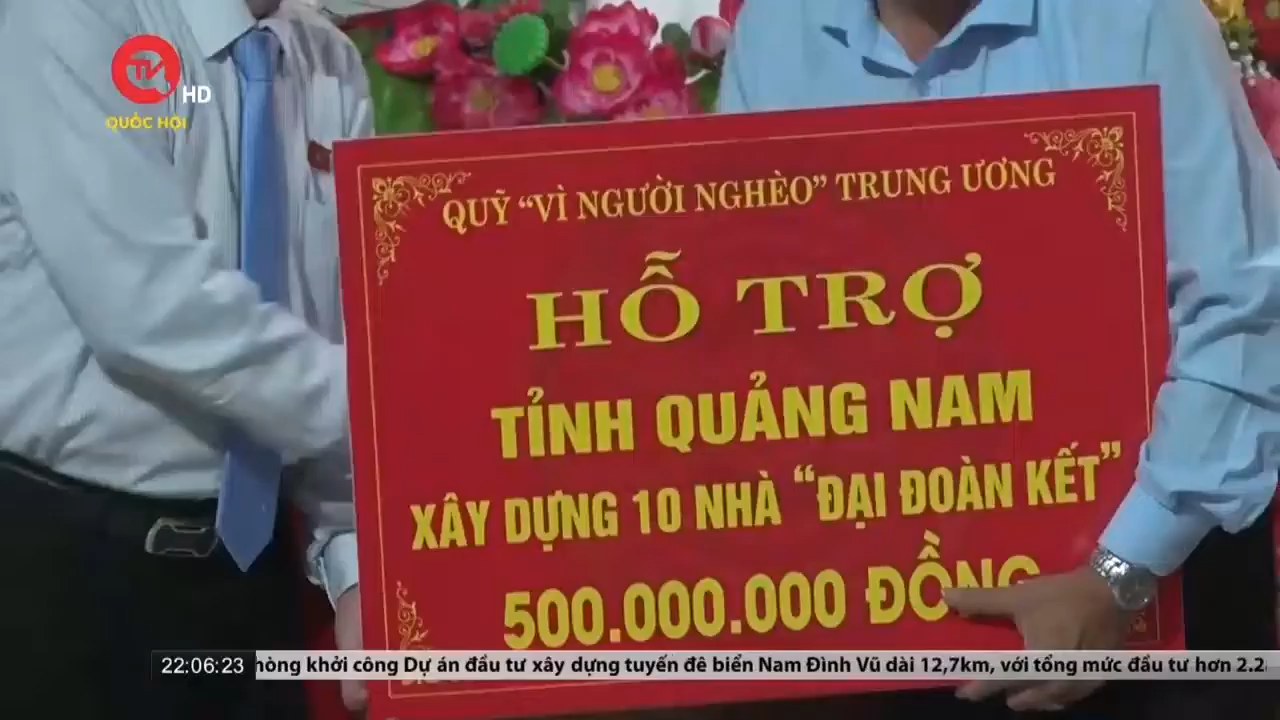 TV
HD
QUỐC HỘI
QUỸ “VÌ NGƯỜI NGHÈO” TRUNG ƯƠNG
HỖ TRỢ
TỈNH QUẢNG NAM
XÂY DỰNG 10 NHÀ “ĐẠI ĐOÀN KẾT”
500.000.000 ĐỒNG
22:06:23
khởi công Dự án đầu tư xây dựng tuyến đê biển Nam Đình Vũ dài 12,7km, với tổng mức đầu tư hơn